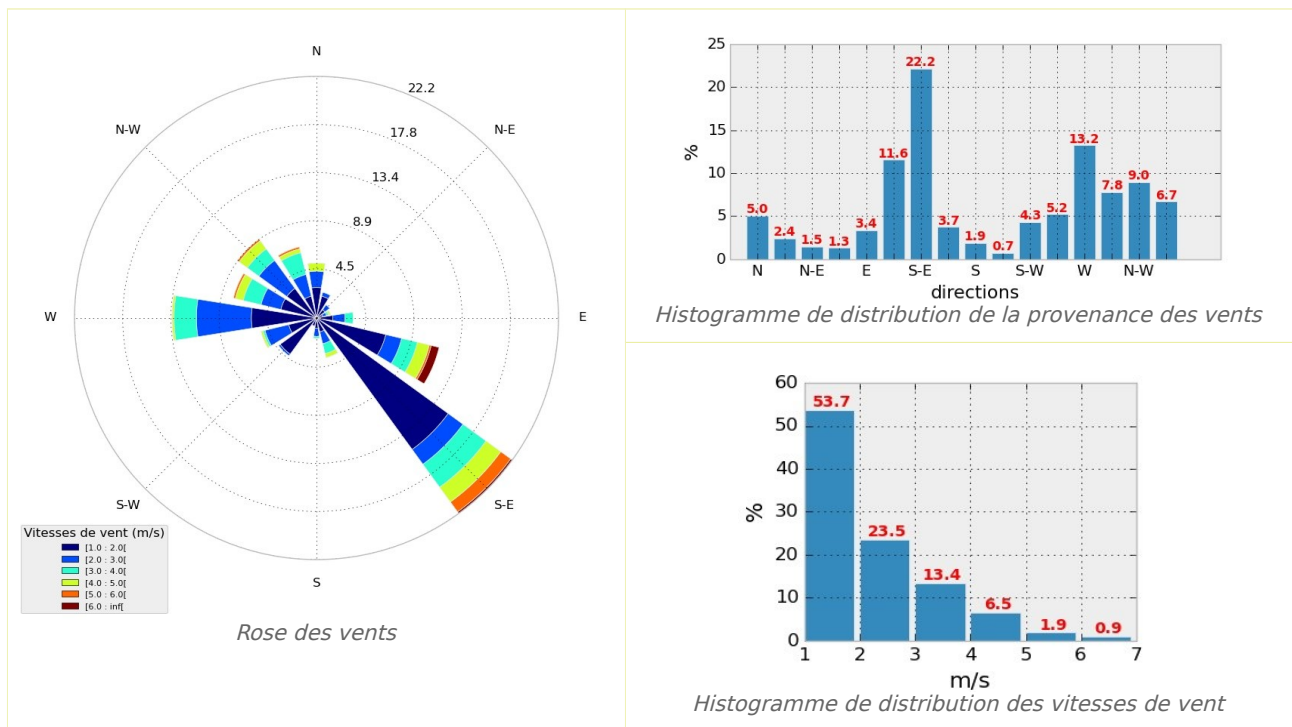 N
22.2
N-W
N-E
17.8
13.4
8.9
4.5
W
E
S-W
S-E
S
Vitesses de vent (m/s)
[1.0 : 2.0[
[2.0 : 3.0[
[3.0 : 4.0[
[4.0 : 5.0[
[5.0 : 6.0[
[6.0 : inf[
Rose des vents
25
20
15
10
5
0
%
5.0
2.4
1.5
1.3
3.4
11.6
22.2
3.7
1.9
0.7
4.3
5.2
13.2
7.8
9.0
6.7
N N-E E S-E S S-W W N-W
directions
Histogramme de distribution de la provenance des vents
60
50
40
30
20
10
0
%
53.7
23.5
13.4
6.5
1.9
0.9
1 2 3 4 5 6 7
m/s
Histogramme de distribution des vitesses de vent